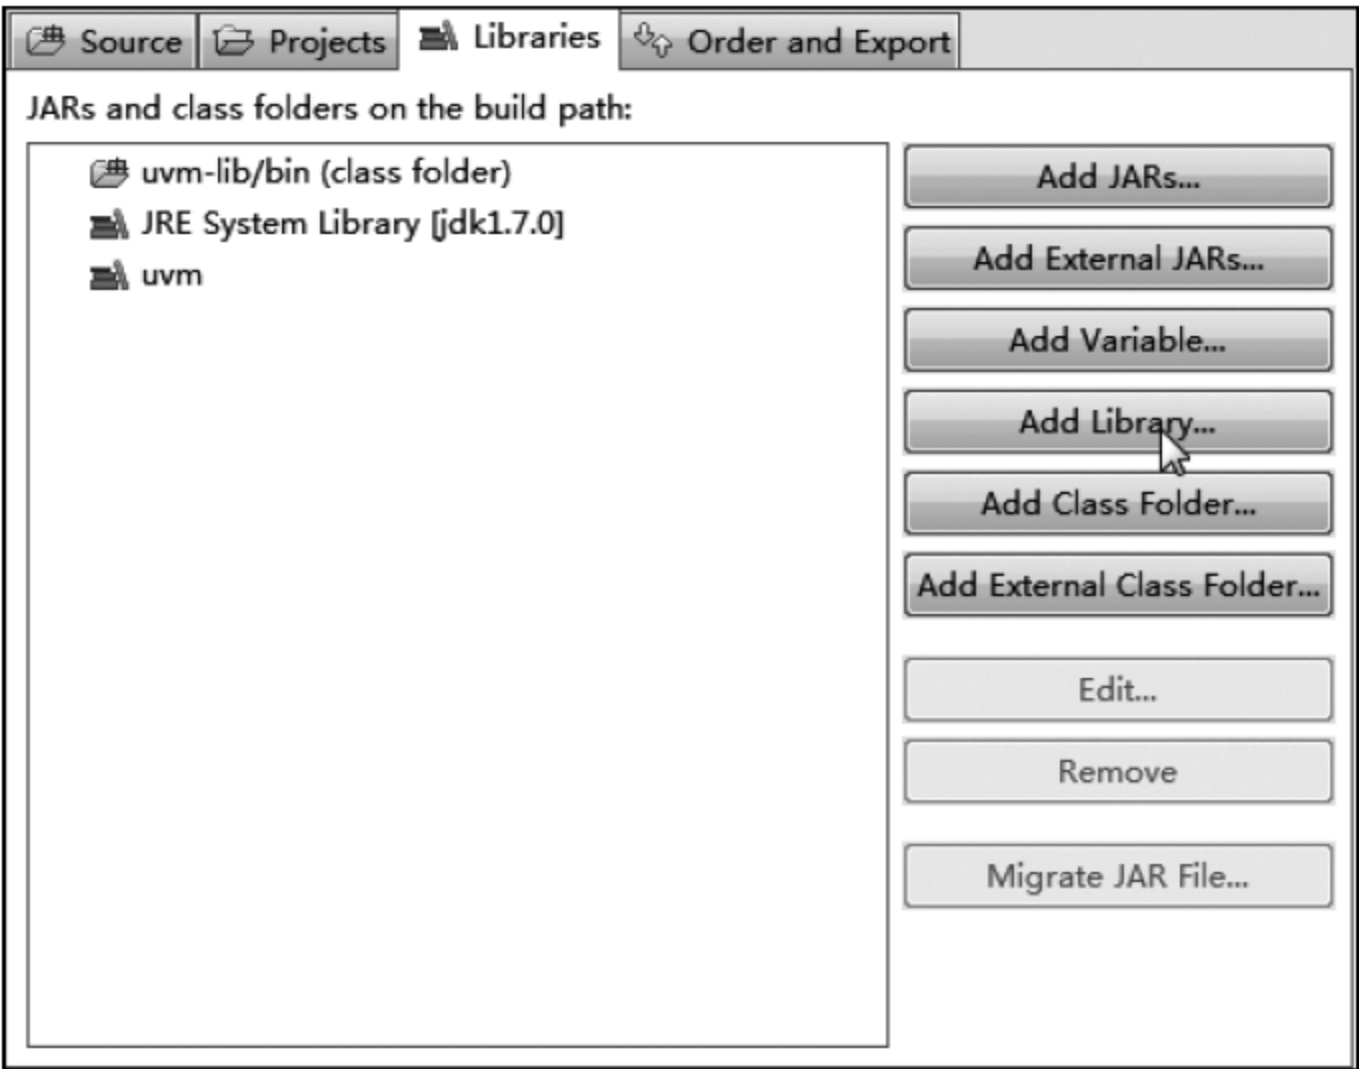 Source
Projects
Libraries
Order and Export
JARs and class folders on the build path:
uvm-lib/bin (class folder)
JRE System Library [jdk1.7.0]
uvm
Add JARs...
Add External JARs...
Add Variable...
Add Library...
Add Class Folder...
Add External Class Folder...
Edit...
Remove
Migrate JAR File...